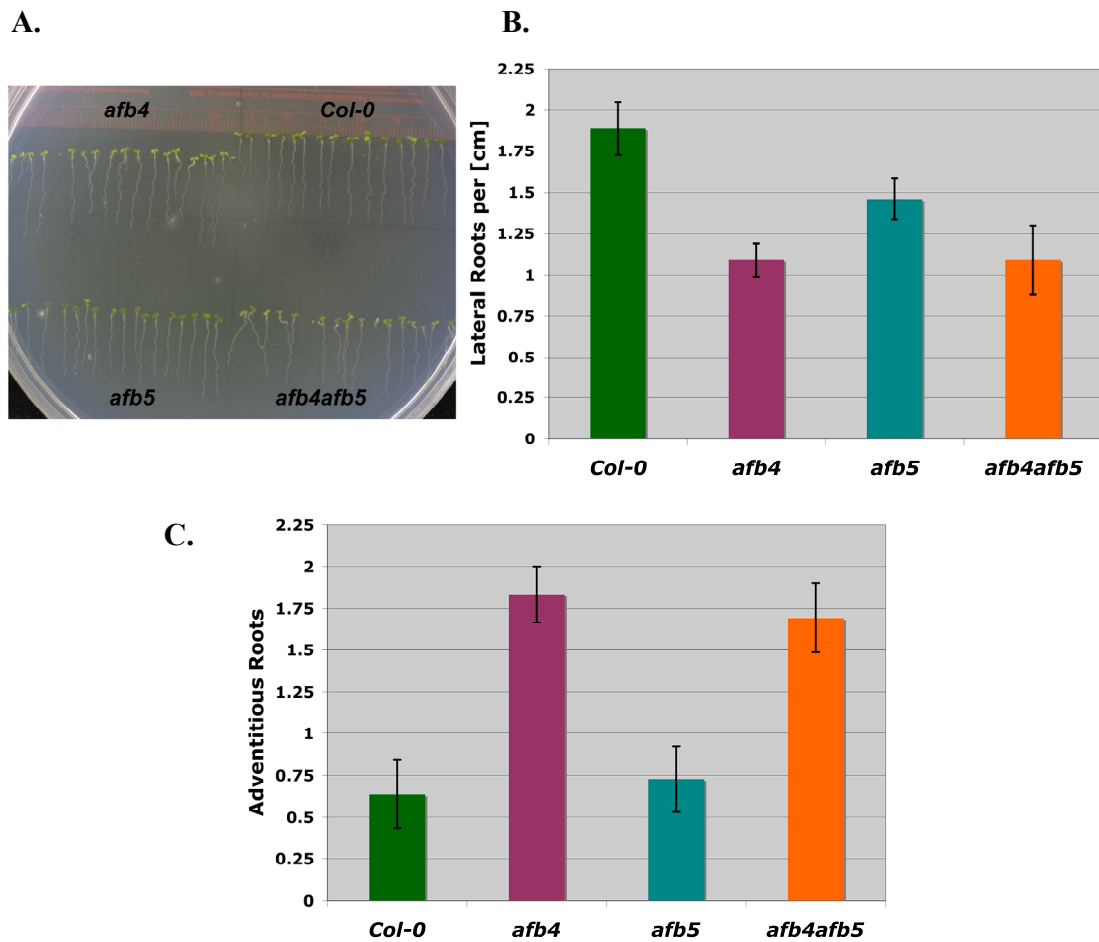 A.
afb4
Col-0
afb5
afb4afb5
B.
Lateral Roots per [cm]
2.25
2
1.75
1.5
1.25
1
0.75
0.5
0.25
0
Col-0
afb4
afb5
afb4afb5
C.
Adventitious Roots
2.25
2
1.75
1.5
1.25
1
0.75
0.5
0.25
0
Col-0
afb4
afb5
afb4afb5